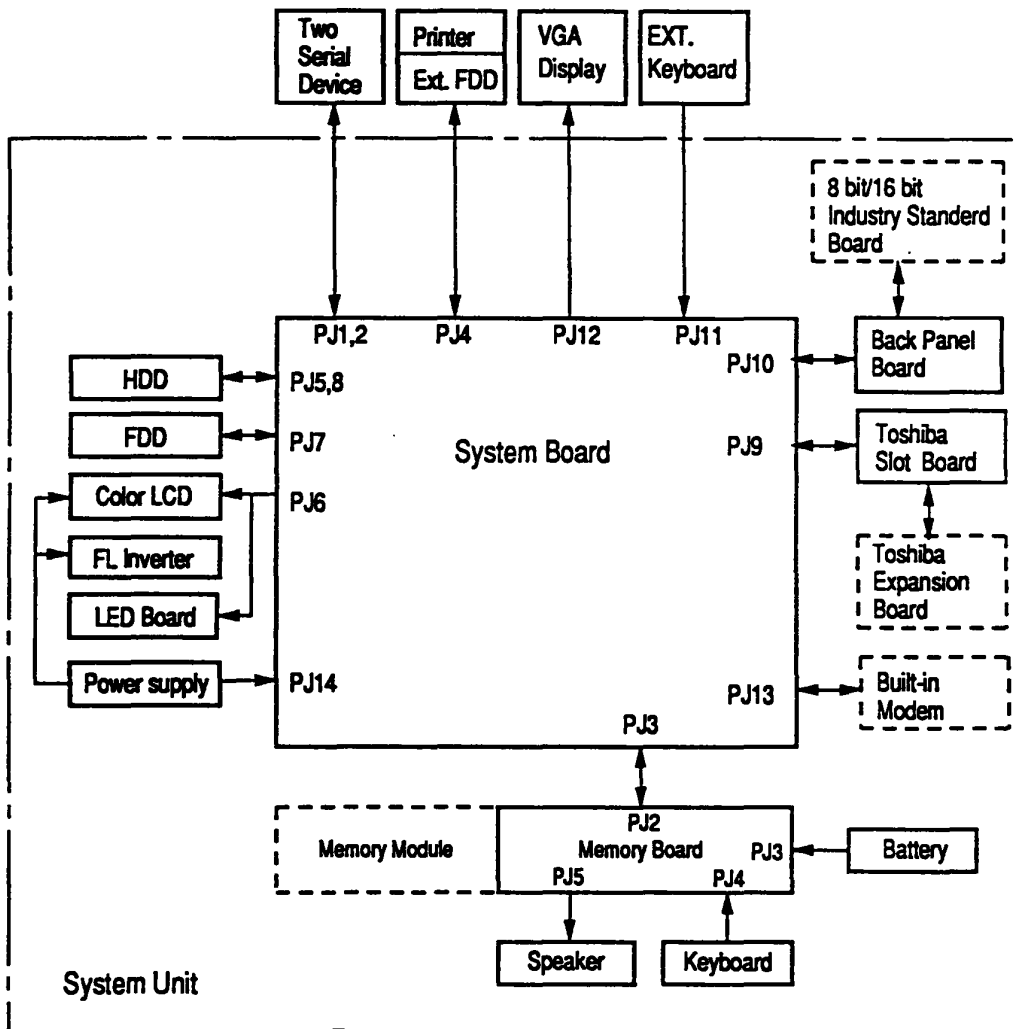 Two
Serial
Device
Printer
Ext. FDD
VGA
Display
EXT.
Keyboard
8 bit/16 bit
Industry Standerd
Board
PJ1,2
PJ4
PJ12
PJ11
PJ10
Back Panel
Board
HDD
PJ5,8
FDD
PJ7
System Board
PJ9
Toshiba
Slot Board
Color LCD
PJ6
FL Inverter
Toshiba
Expansion
Board
LED Board
Power supply
PJ14
PJ13
Built-in
Modem
PJ3
Memory Module
PJ2
Memory Board
PJ3
Battery
PJ5
PJ4
Speaker
Keyboard
System Unit